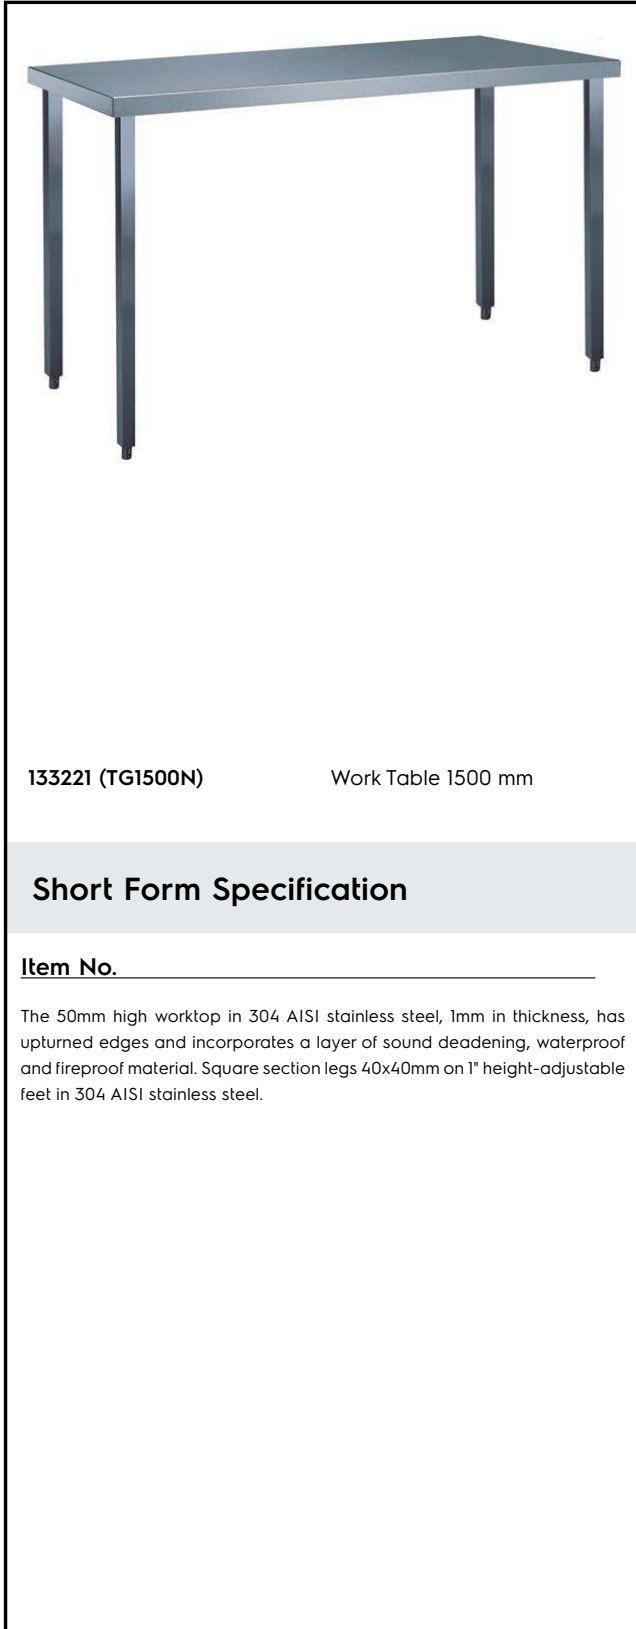 133221 (TG1500N) Work Table 1500 mm
Short Form Specification
Item No.
The 50mm high worktop in 304 AISI stainless steel, 1mm in thickness, has
upturned edges and incorporates a layer of sound deadening, waterproof
and fireproof material. Square section legs 40x40mm on 1" height-adjustable
feet in 304 AISI stainless steel.